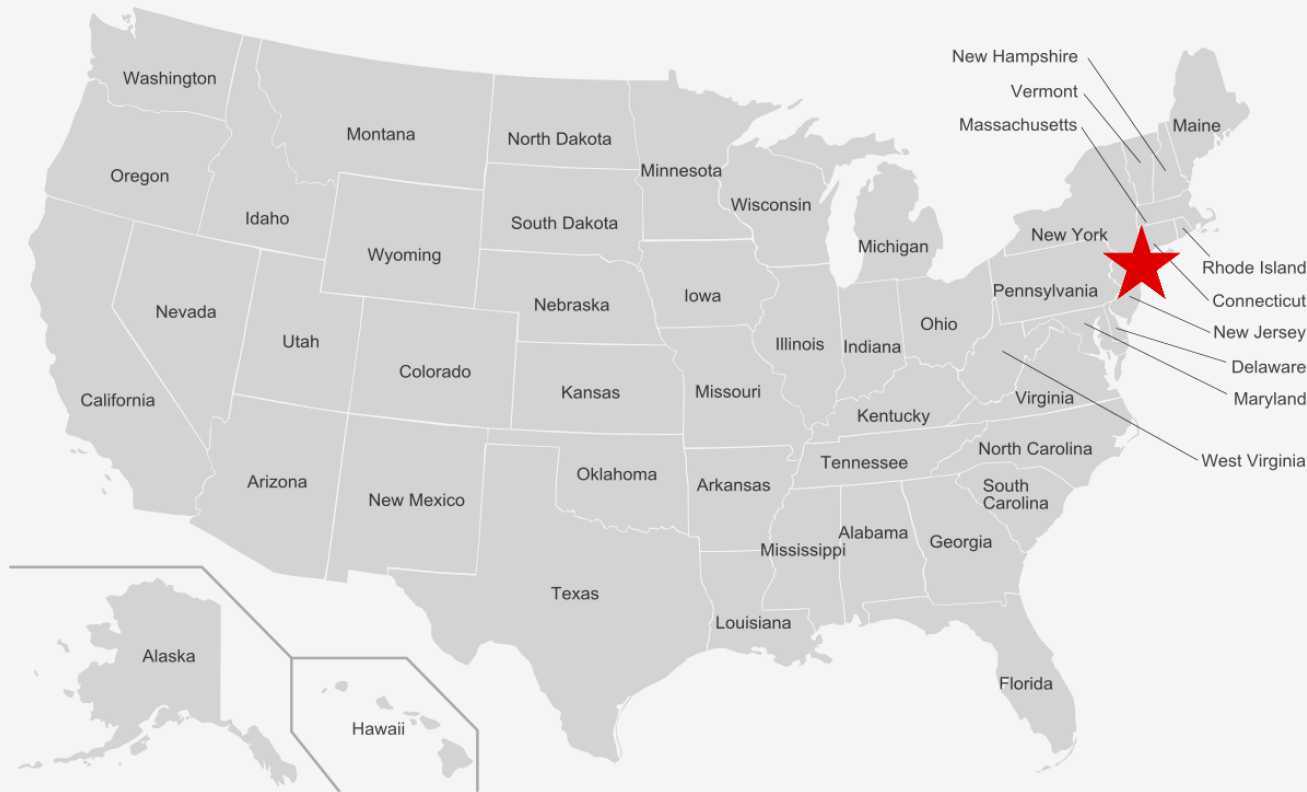 New Hampshire
Vermont
Massachusetts
Maine
Washington
Montana
North Dakota
Minnesota
Oregon
Idaho
Wyoming
South Dakota
Wisconsin
Michigan
New York
Rhode Island
Nevada
Nebraska
Iowa
Pennsylvania
Connecticut
Utah
Colorado
Illinois
Indiana
Ohio
New Jersey
California
Kansas
Missouri
Kentucky
Virginia
Delaware
Maryland
Arizona
New Mexico
Oklahoma
Arkansas
Tennessee
North Carolina
West Virginia
South
Carolina
Mississippi
Alabama
Georgia
Texas
Louisiana
Florida
Alaska
Hawaii